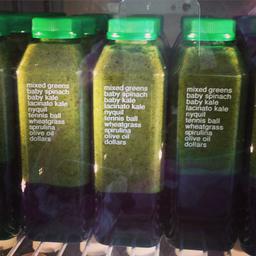 mixed greens
baby spinach
baby kale
lacinato kale
nyquil
tennis ball
wheatgrass
spirulina
olive oil
dollars
mixed greens
baby spinach
baby kale
lacinato kale
nyquil
tennis ball
wheatgrass
spirulina
olive oil
dollars
mixed greens
baby spinach
baby kale
lacinato kale
nyquil
tennis ball
wheatgrass
spirulina
olive oil
dollars